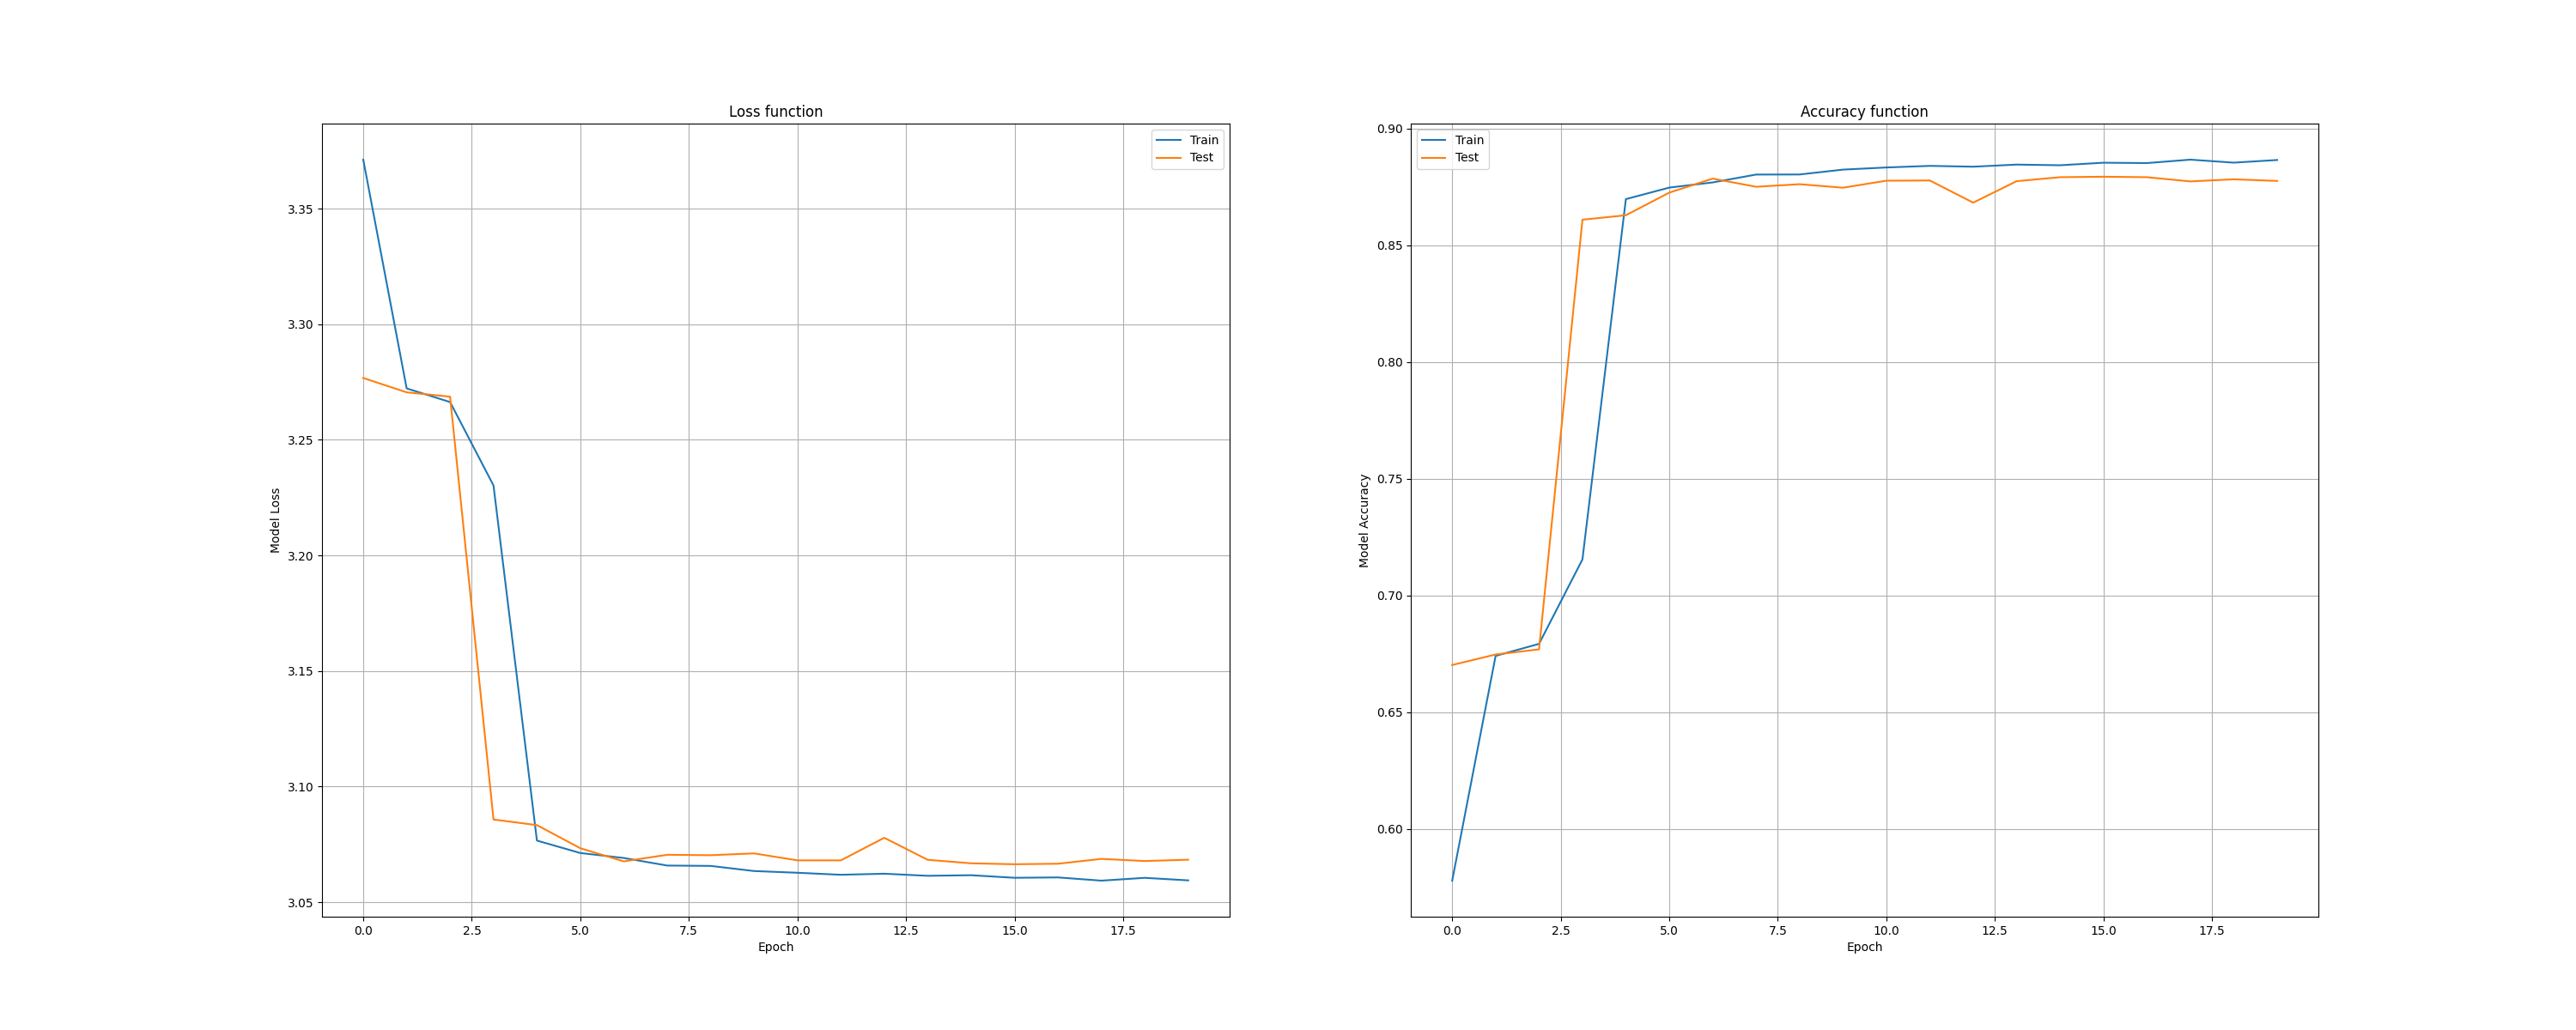 Loss function
Train
Test
3.35
3.30
3.25
3.20
3.15
3.10
3.05
Model Loss
0.0 2.5 5.0 7.5 10.0 12.5 15.0 17.5
Epoch
Accuracy function
Train
Test
0.90
0.85
0.80
0.75
0.70
0.65
0.60
Model Accuracy
0.0 2.5 5.0 7.5 10.0 12.5 15.0 17.5
Epoch